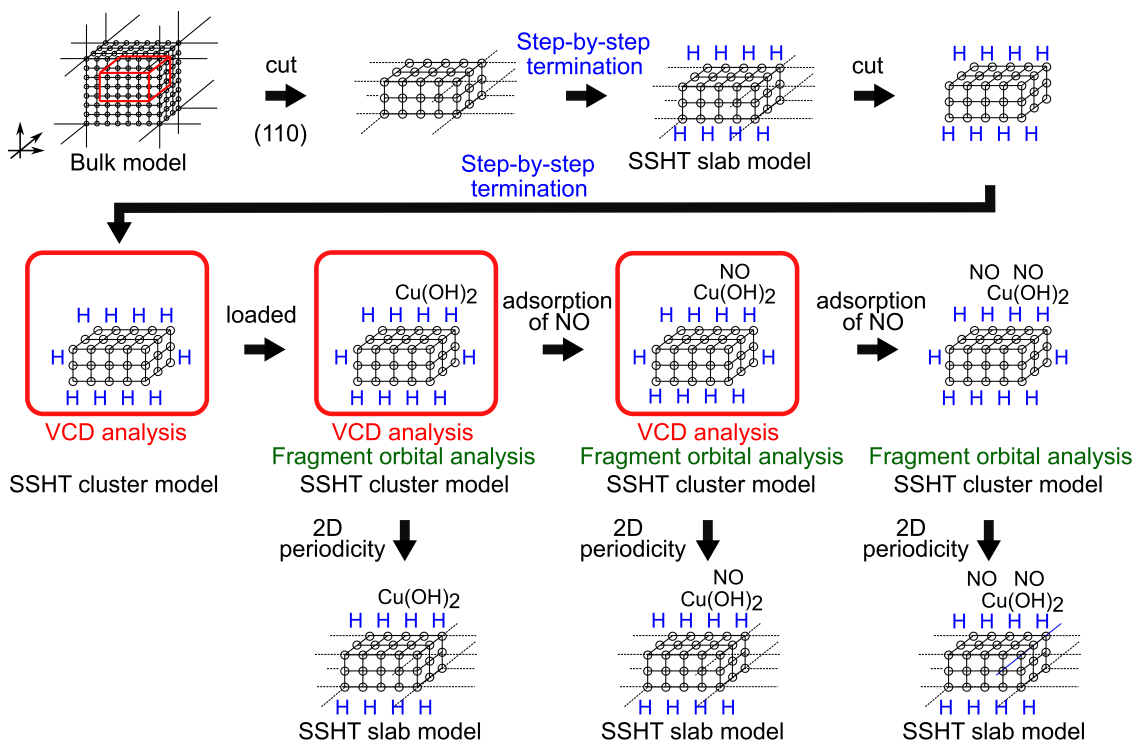 cut
(110)
Bulk model
Step-by-step
termination
H H H H
H H H H
SSHT slab model
cut
H H H H
H H H H
Step-by-step
termination
H H H H
H H
H H H H
VCD analysis
SSHT cluster model
loaded
Cu(OH)2
H H H H
H H
H H H H
VCD analysis
Fragment orbital analysis
SSHT cluster model
adsorption
of NO
NO
Cu(OH)2
H H H H
H H
H H H H
VCD analysis
Fragment orbital analysis
SSHT cluster model
adsorption
of NO
NO NO
Cu(OH)2
H H H H
H H
H H H H
Fragment orbital analysis
SSHT cluster model
2D
periodicity
Cu(OH)2
H H H H
H H H H
SSHT slab model
2D
periodicity
NO
Cu(OH)2
H H H H
H H H H
SSHT slab model
2D
periodicity
NO NO
Cu(OH)2
H H H H
H H H H
SSHT slab model